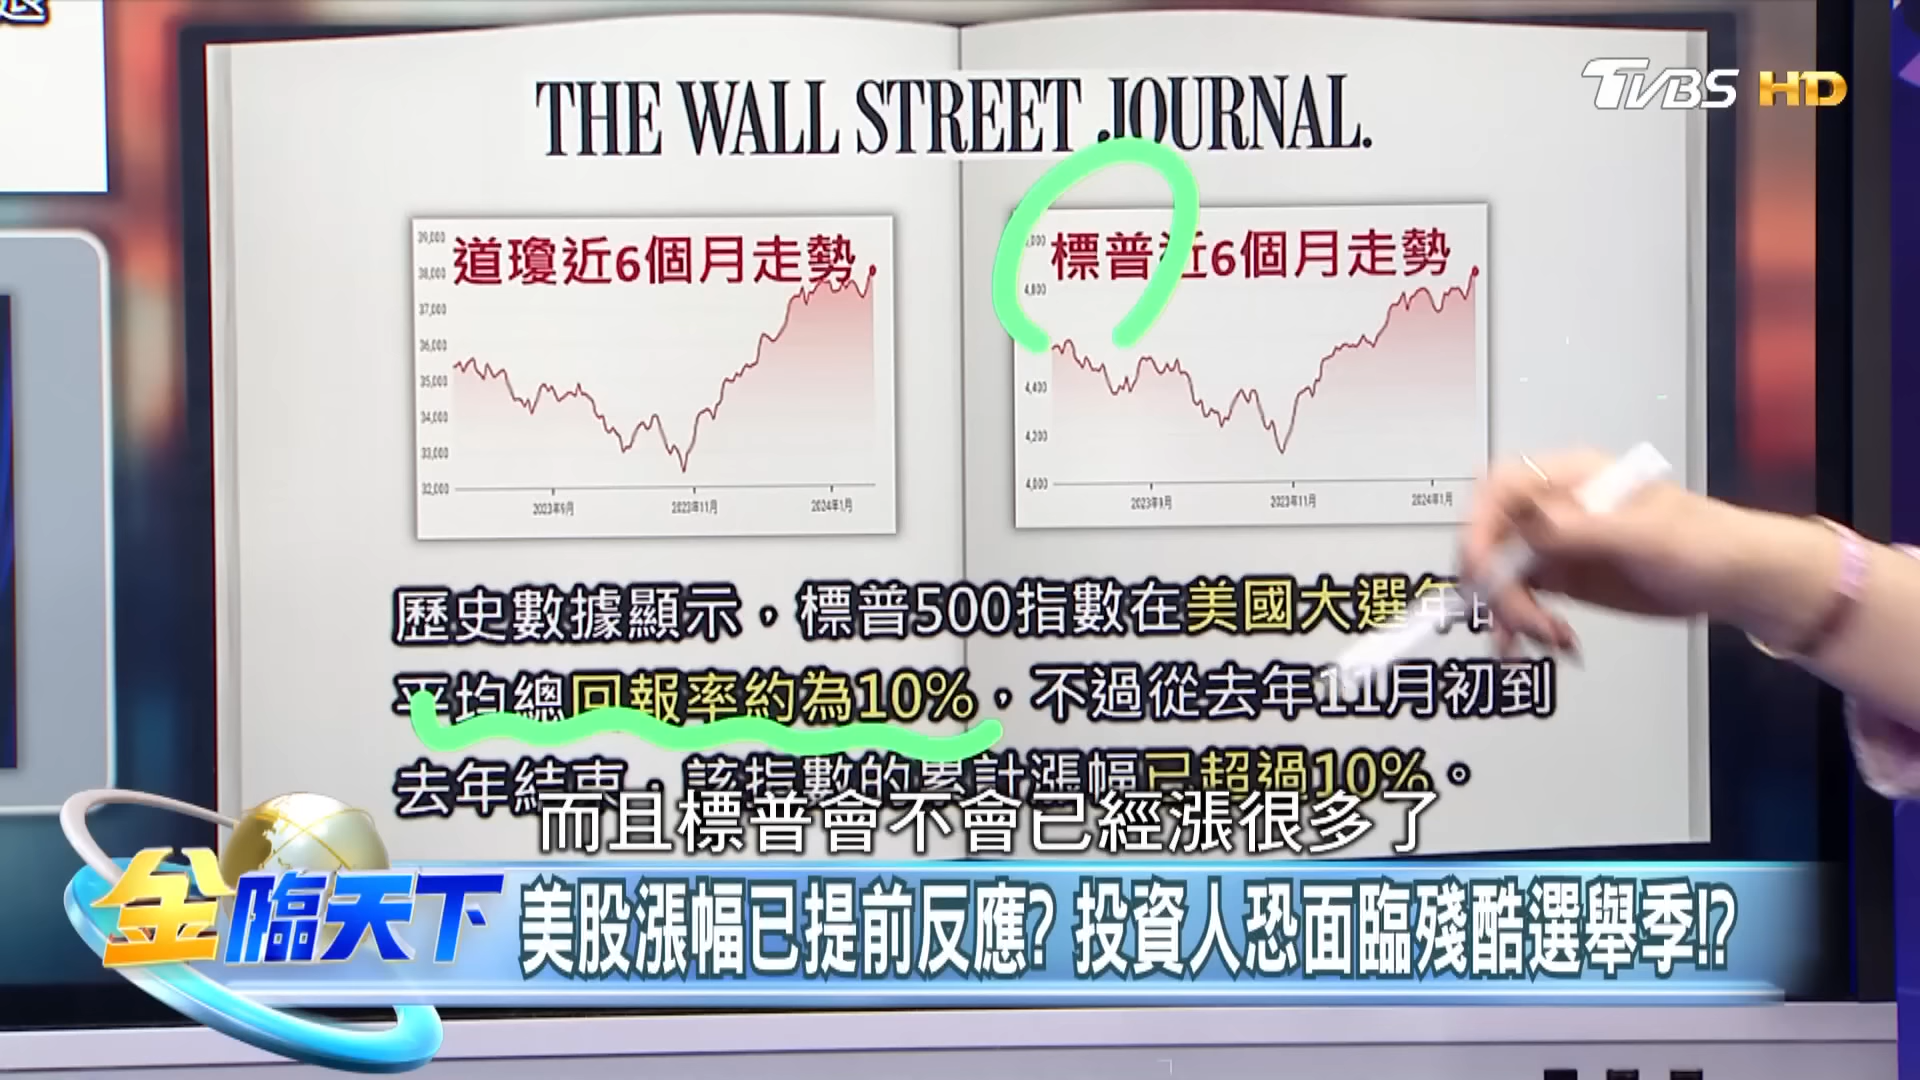 THE WALL STREET JOURNAL.
TVBS HD
道瓊近6個月走勢
39,000
38,000
37,000
36,000
35,000
34,000
33,000
32,000
2023年9月 2023年11月 2024年1月
標普近6個月走勢
4,800
4,400
4,200
4,000
2023年9月 2023年11月 2024年1月
歷史數據顯示，標普500指數在美國大選年的
平均總回報率約為10%，不過從去年11月初到
去年結束，該指數的累計漲幅已超過10%。
而且標普會不會已經漲很多了
金臨天下
美股漲幅已提前反應? 投資人恐面臨殘酷選舉季!?